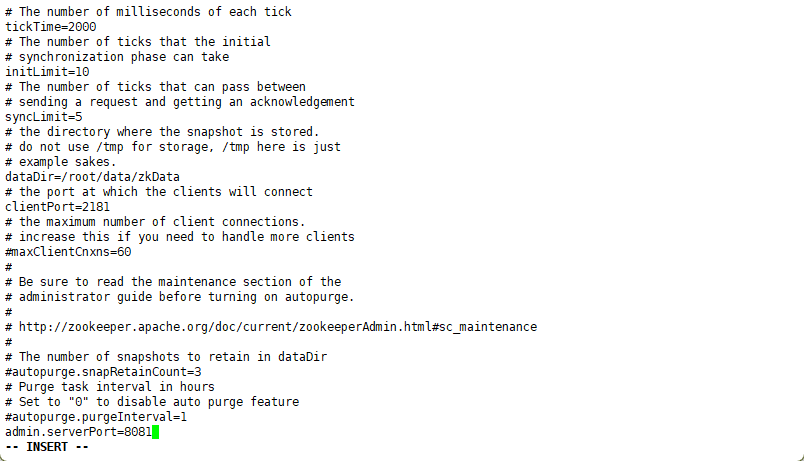 # The number of milliseconds of each tick
tickTime=2000
# The number of ticks that the initial
# synchronization phase can take
initLimit=10
# The number of ticks that can pass between
# sending a request and getting an acknowledgement
syncLimit=5
# the directory where the snapshot is stored.
# do not use /tmp for storage, /tmp here is just
# example sakes.
dataDir=/root/data/zkData
# the port at which the clients will connect
clientPort=2181
# the maximum number of client connections.
# increase this if you need to handle more clients
#maxClientCnxns=60
#
# Be sure to read the maintenance section of the
# administrator guide before turning on autopurge.
#
# http://zookeeper.apache.org/doc/current/zookeeperAdmin.html#sc_maintenance
#
# The number of snapshots to retain in dataDir
#autopurge.snapRetainCount=3
# Purge task interval in hours
# Set to "0" to disable auto purge feature
#autopurge.purgeInterval=1
admin.serverPort=8081
-- INSERT --